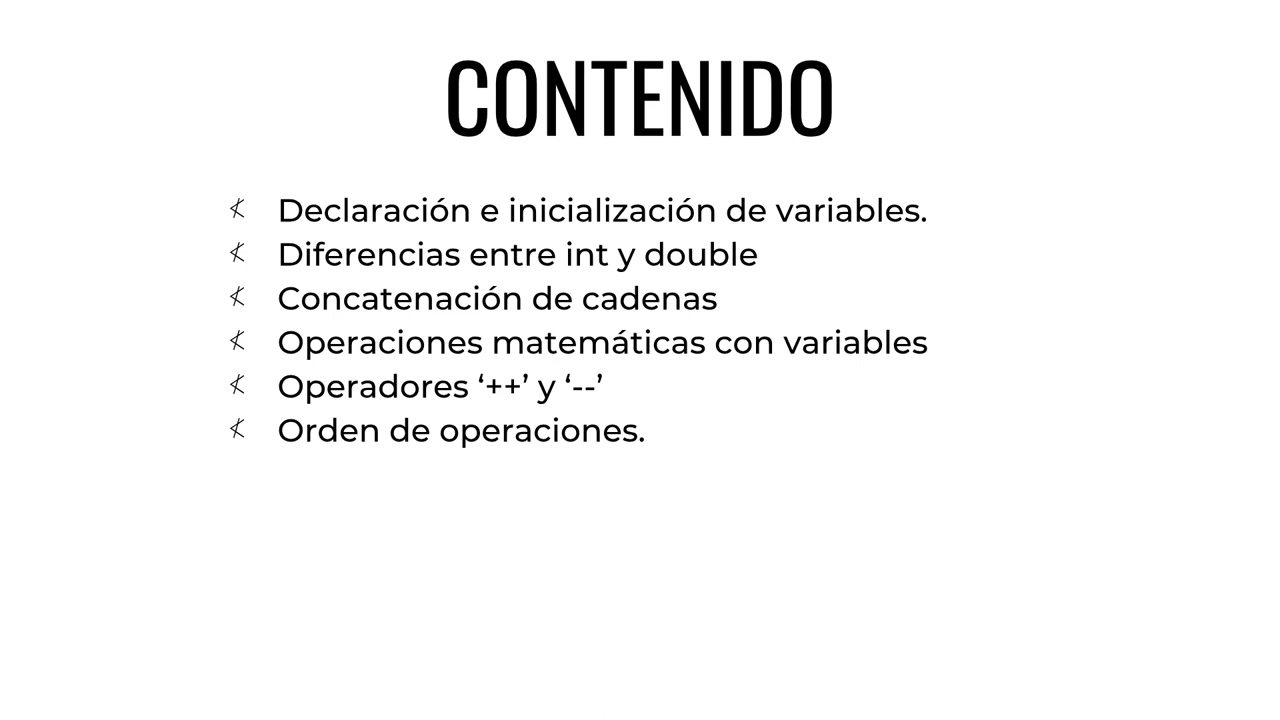 CONTENIDO
Declaración e inicialización de variables.
Diferencias entre int y double
Concatenación de cadenas
Operaciones matemáticas con variables
Operadores ‘++’ y ‘--’
Orden de operaciones.